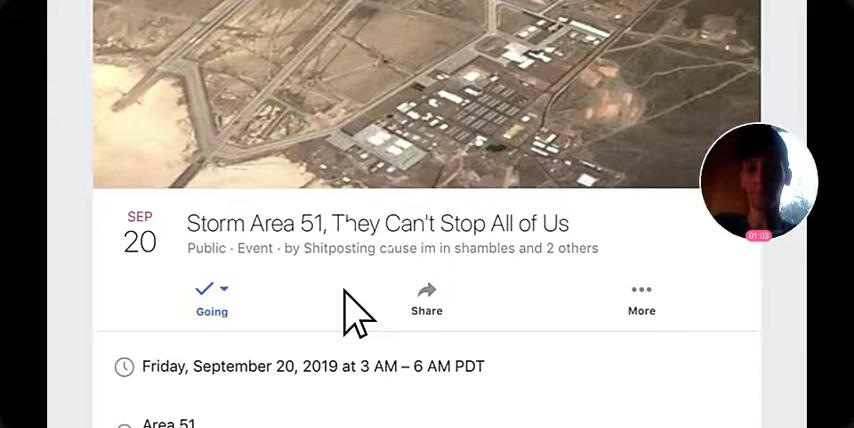 SEP
20
Storm Area 51, They Can't Stop All of Us
Public · Event · by Shitposting cause im in shambles and 2 others
Going
Share
More
01:03
Friday, September 20, 2019 at 3 AM – 6 AM PDT
Area 51